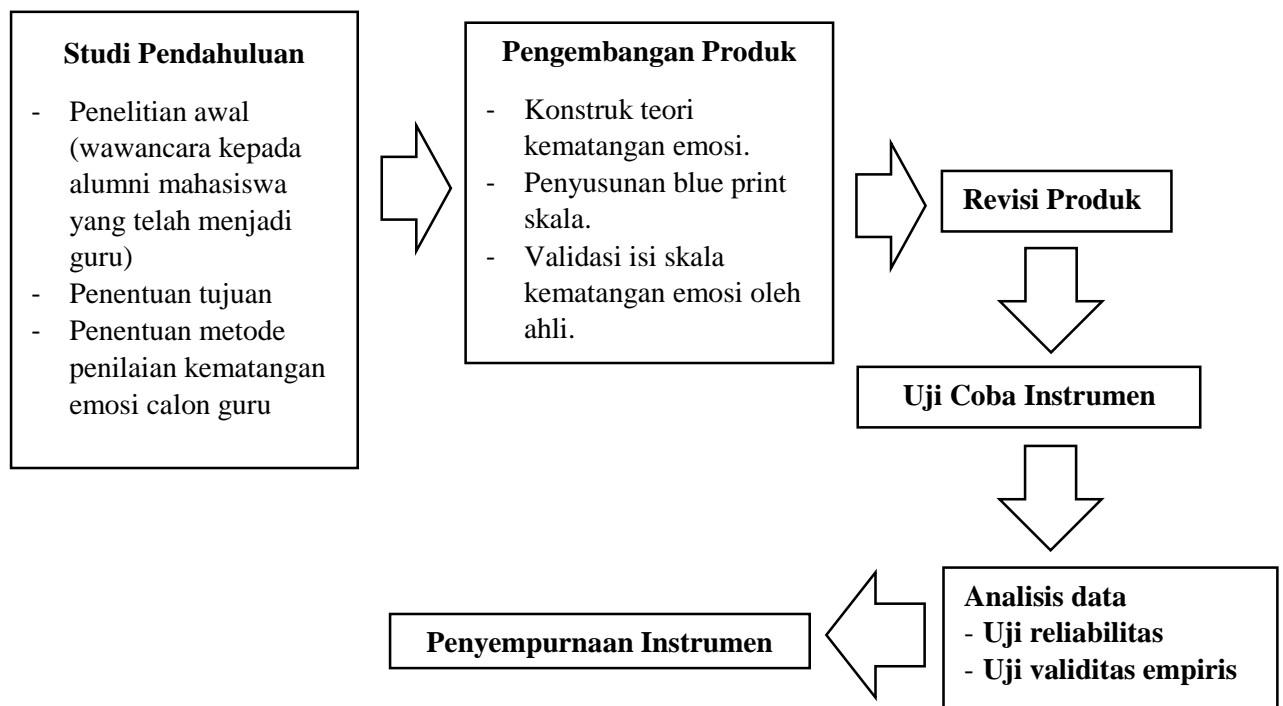 Studi Pendahuluan
- Penelitian awal
(wawancara kepada
alumni mahasiswa
yang telah menjadi
guru)
- Penentuan tujuan
- Penentuan metode
penilaian kematangan
emosi calon guru
Pengembangan Produk
- Konstruk teori
kematangan emosi.
- Penyusunan blue print
skala.
- Validasi isi skala
kematangan emosi oleh
ahli.
Revisi Produk
Uji Coba Instrumen
Analisis data
- Uji reliabilitas
- Uji validitas empiris
Penyempurnaan Instrumen